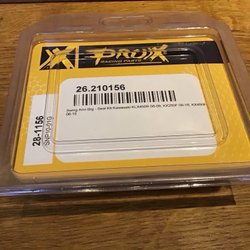 PROX
RACING PARTS
26.210156
Swing Arm Brg - Seal Kit Kawasaki KLX450R 08-09, KX250F 06-16, KX450F
06-16
28-1156